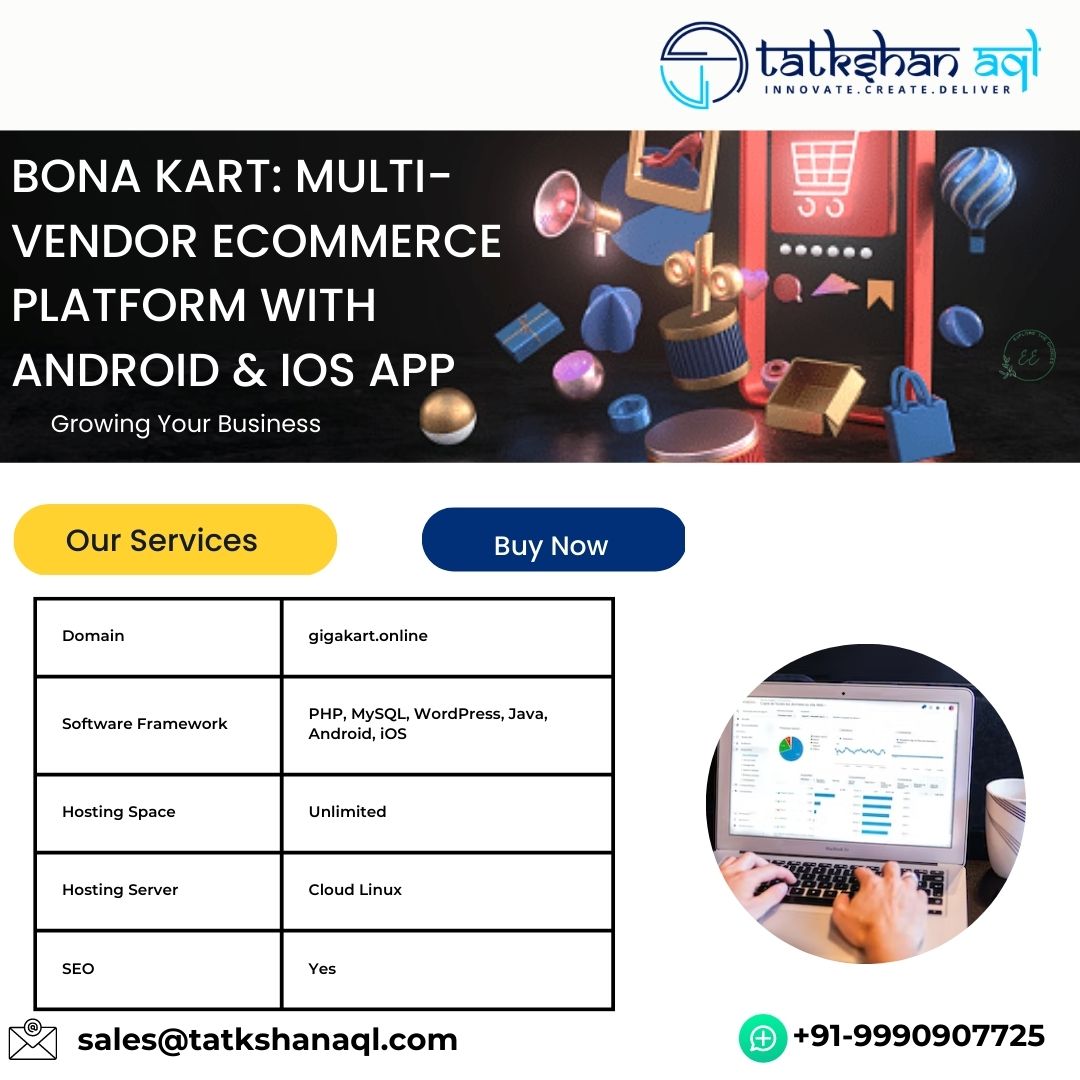 tatkshan aql
INNOVATE.CREATE.DELIVER
BONA KART: MULTI-
VENDOR ECOMMERCE
PLATFORM WITH
ANDROID & IOS APP
Growing Your Business
EE
Our Services
Buy Now
Domain
gigakart.online
Software Framework
PHP, MySQL, WordPress, Java,
Android, iOS
Hosting Space
Unlimited
Hosting Server
Cloud Linux
SEO
Yes
sales@tatkshanaql.com
+91-9990907725